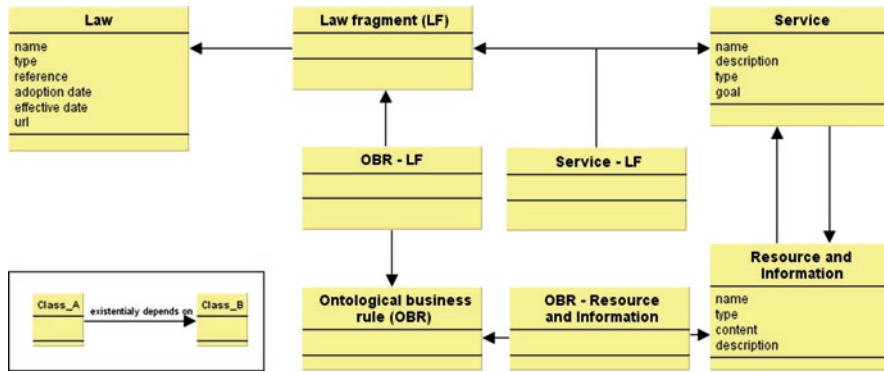 Law
name
type
reference
adoption date
effective date
url
Law fragment (LF)
Service
name
description
type
goal
OBR - LF
Service - LF
Class_A
existentialy depends on
Class_B
Ontological business
rule (OBR)
OBR - Resource
and Information
Resource and
Information
name
type
content
description